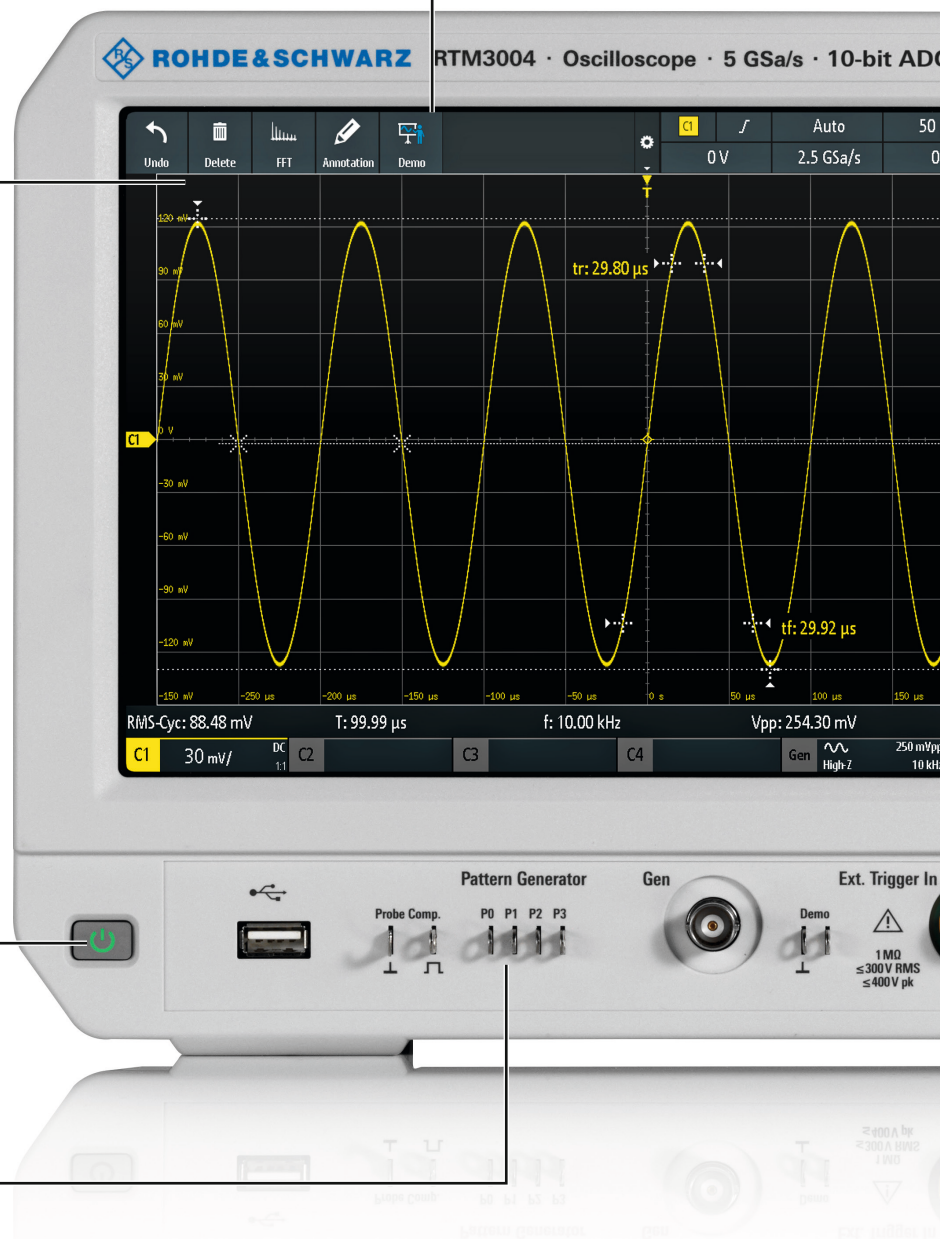 ROHDE&SCHWARZ RTM3004 · Oscilloscope · 5 GSa/s · 10-bit ADC
Undo Delete FFT Annotation Demo
C1 Auto 50
0 V 2.5 GSa/s 0
T
120 mV
90 mV
tr: 29.80 µs
60 mV
30 mV
C1 0 V
-30 mV
-60 mV
-90 mV
tf: 29.92 µs
-120 mV
-150 mV -250 µs -200 µs -150 µs -100 µs -50 µs 0 s 50 µs 100 µs 150 µs
RMS-Cyc: 88.48 mV T: 99.99 µs f: 10.00 kHz Vpp: 254.30 mV
C1 30 mV/ DC 1:1 C2 C3 C4 Gen High-Z 250 mVpp 10 kHz
Pattern Generator Gen Ext. Trigger In
Probe Comp. P0 P1 P2 P3 Demo
1 MΩ
≤300 V RMS
≤400 V pk